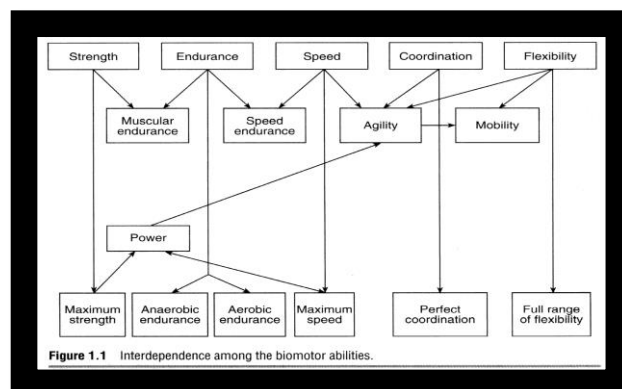 Strength
Endurance
Speed
Coordination
Flexibility
Muscular
endurance
Speed
endurance
Agility
Mobility
Power
Maximum
strength
Anaerobic
endurance
Aerobic
endurance
Maximum
speed
Perfect
coordination
Full range
of flexibility
Figure 1.1 Interdependence among the biomotor abilities.